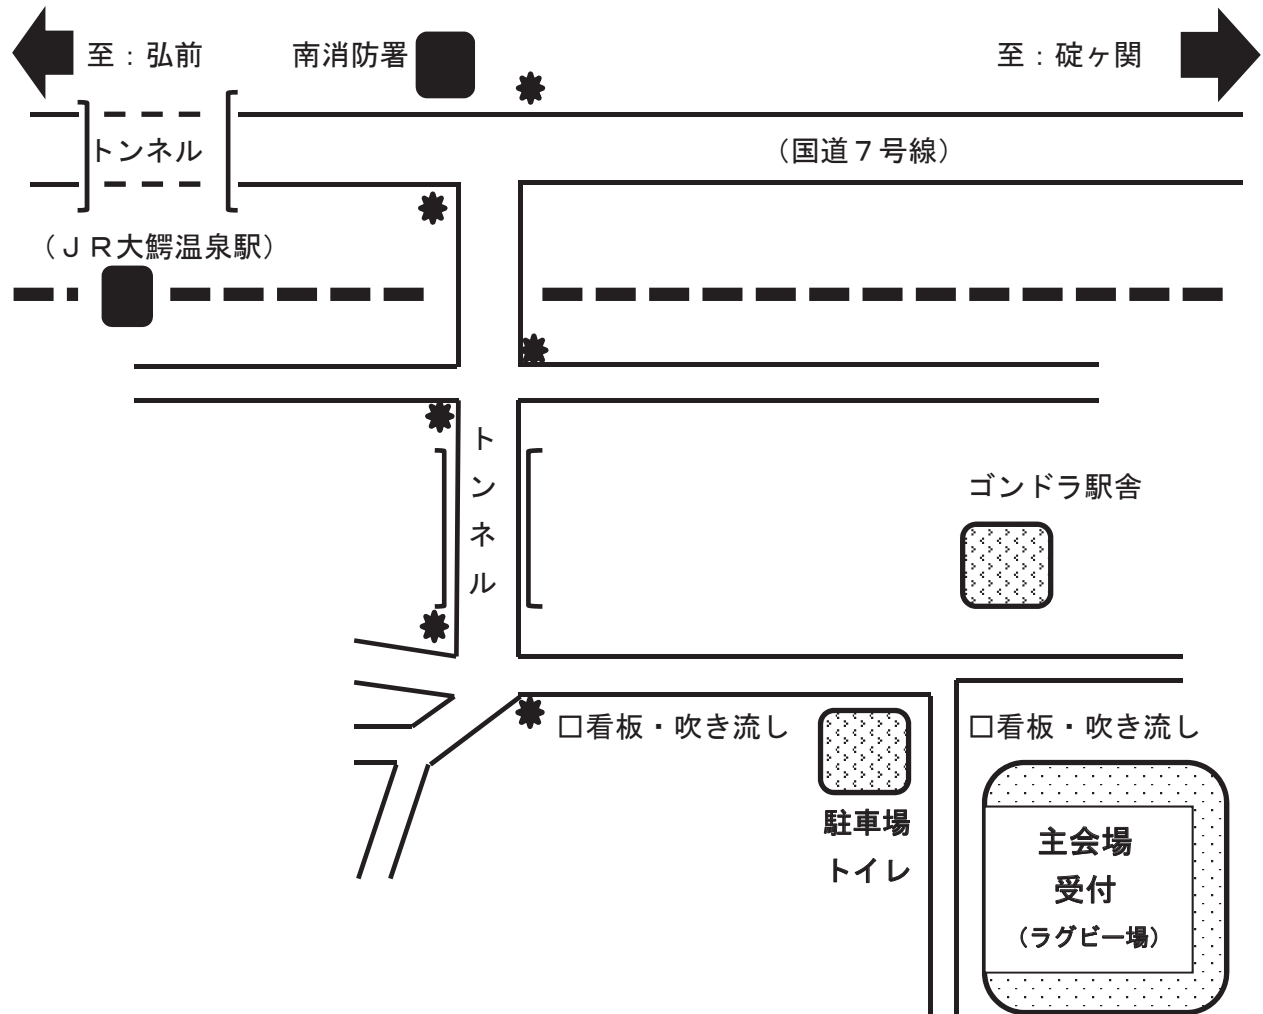 至：弘前
南消防署
至：碇ヶ関
トンネル
（国道７号線）
（ＪＲ大鰐温泉駅）
トンネル
ゴンドラ駅舎
□看板・吹き流し
□看板・吹き流し
駐車場
トイレ
主会場
受付
（ラグビー場）